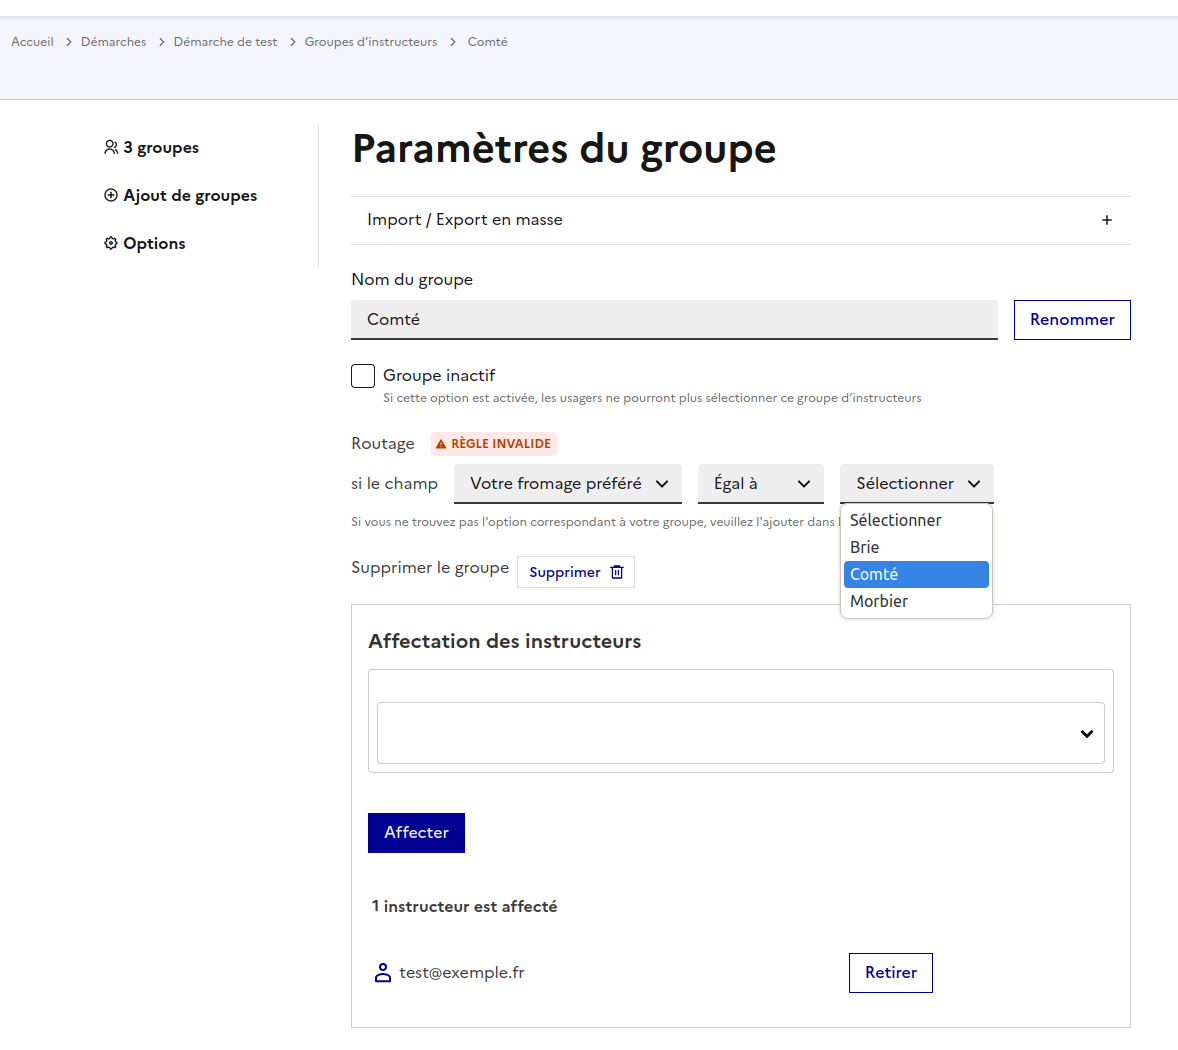 Accueil > Démarches > Démarche de test > Groupes d’instructeurs > Comté
3 groupes
Ajout de groupes
Options
Paramètres du groupe
Import / Export en masse +
Nom du groupe
Comté Renommer
Groupe inactif
Si cette option est activée, les usagers ne pourront plus sélectionner ce groupe d’instructeurs
Routage RÈGLE INVALIDE
si le champ Votre fromage préféré Égal à Sélectionner
Si vous ne trouvez pas l'option correspondant à votre groupe, veuillez l'ajouter dans
Sélectionner
Brie
Comté
Morbier
Supprimer le groupe Supprimer
Affectation des instructeurs
Affecter
1 instructeur est affecté
test@exemple.fr Retirer